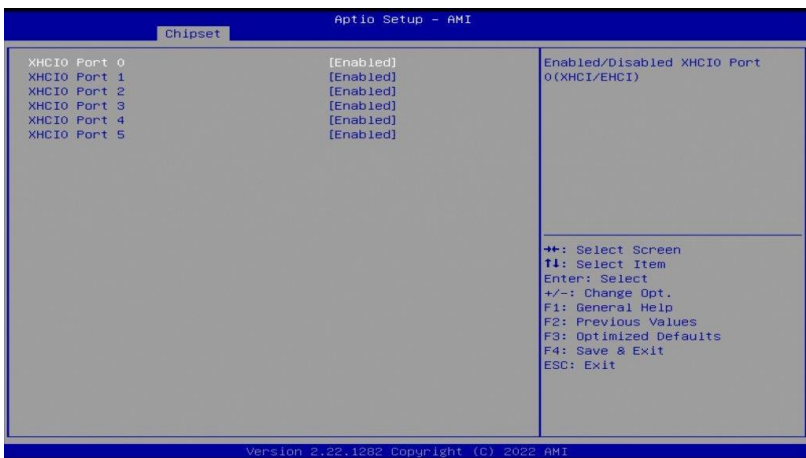 Aptio Setup - AMI
Chipset
XHCI0 Port 0 [Enabled]
XHCI0 Port 1 [Enabled]
XHCI0 Port 2 [Enabled]
XHCI0 Port 3 [Enabled]
XHCI0 Port 4 [Enabled]
XHCI0 Port 5 [Enabled]
Enabled/Disabled XHCI0 Port
0(XHCI/EHCI)
→←: Select Screen
↑↓: Select Item
Enter: Select
+/-: Change Opt.
F1: General Help
F2: Previous Values
F3: Optimized Defaults
F4: Save & Exit
ESC: Exit
Version 2.22.1282 Copyright (C) 2022 AMI